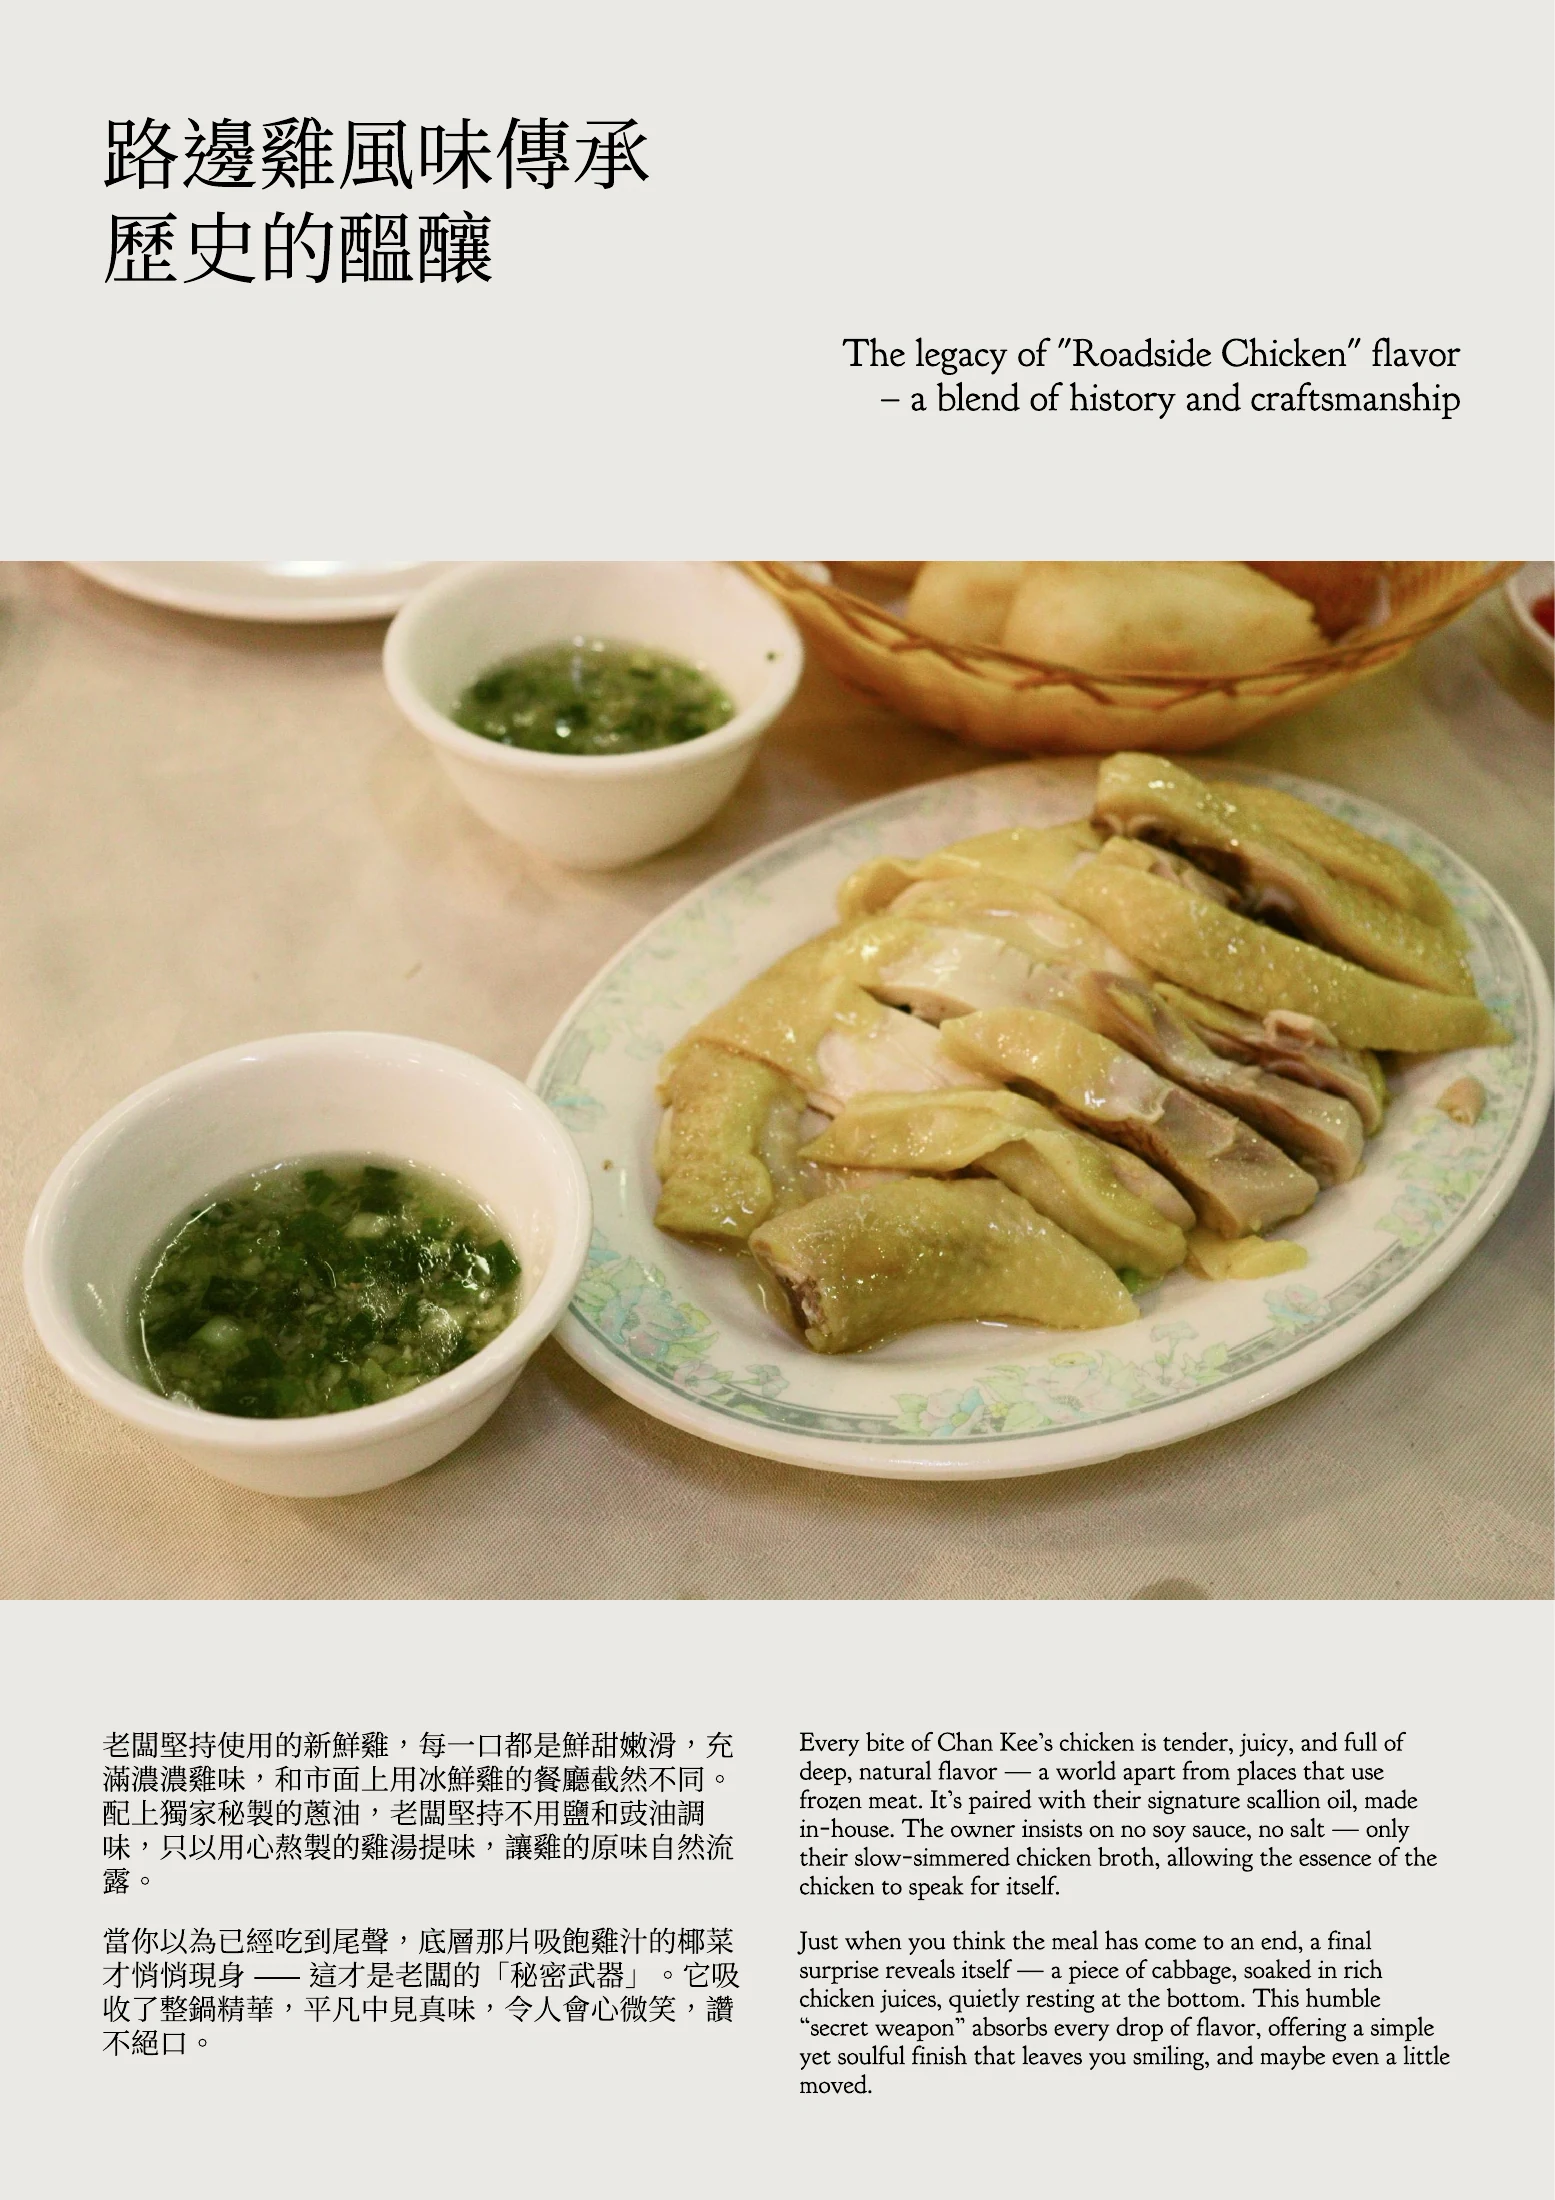 路邊雞風味傳承
歷史的醞釀
The legacy of "Roadside Chicken" flavor
– a blend of history and craftsmanship
老闆堅持使用的新鮮雞，每一口都是鮮甜嫩滑，充
滿濃濃雞味，和市面上用冰鮮雞的餐廳截然不同。
配上獨家秘製的蔥油，老闆堅持不用鹽和豉油調
味，只以用心熬製的雞湯提味，讓雞的原味自然流
露。
當你以為已經吃到尾聲，底層那片吸飽雞汁的椰菜
才悄悄現身 —— 這才是老闆的「秘密武器」。它吸
收了整鍋精華，平凡中見真味，令人會心微笑，讚
不絕口。
Every bite of Chan Kee’s chicken is tender, juicy, and full of
deep, natural flavor — a world apart from places that use
frozen meat. It’s paired with their signature scallion oil, made
in-house. The owner insists on no soy sauce, no salt — only
their slow-simmered chicken broth, allowing the essence of the
chicken to speak for itself.
Just when you think the meal has come to an end, a final
surprise reveals itself — a piece of cabbage, soaked in rich
chicken juices, quietly resting at the bottom. This humble
“secret weapon” absorbs every drop of flavor, offering a simple
yet soulful finish that leaves you smiling, and maybe even a little
moved.